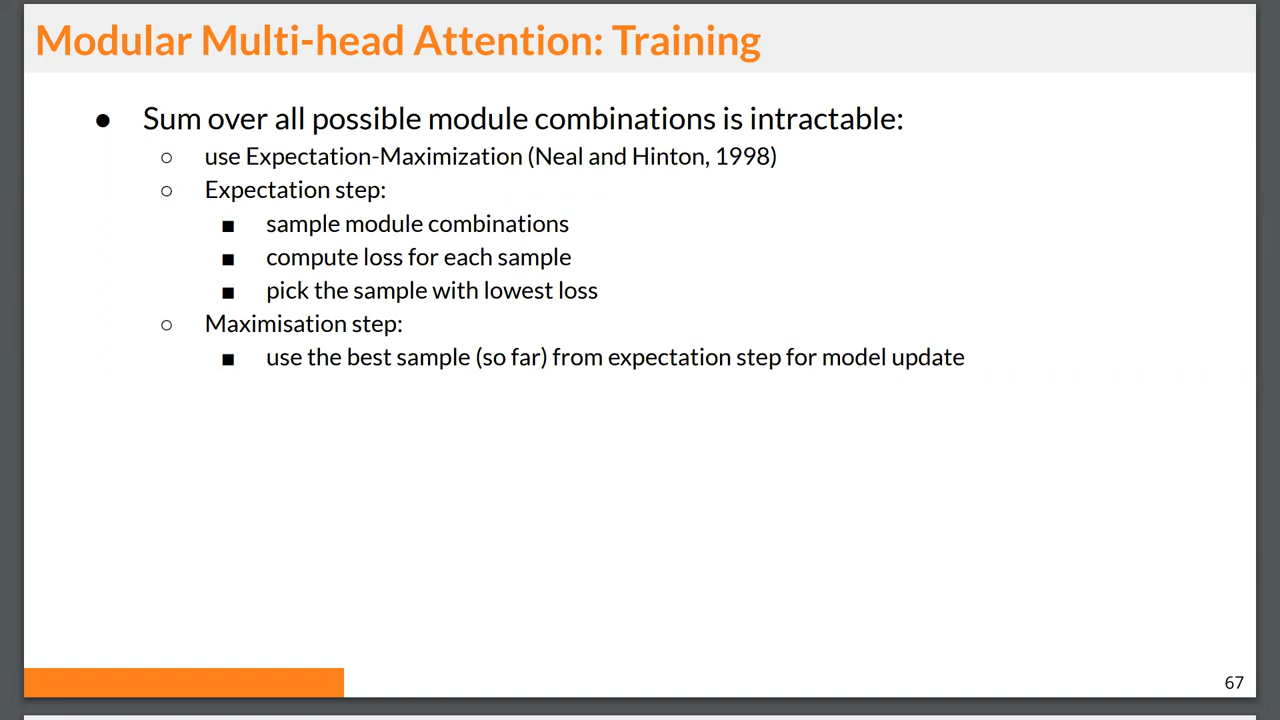 Modular Multi-head Attention: Training
● Sum over all possible module combinations is intractable:
○ use Expectation-Maximization (Neal and Hinton, 1998)
○ Expectation step:
■ sample module combinations
■ compute loss for each sample
■ pick the sample with lowest loss
○ Maximisation step:
■ use the best sample (so far) from expectation step for model update
67